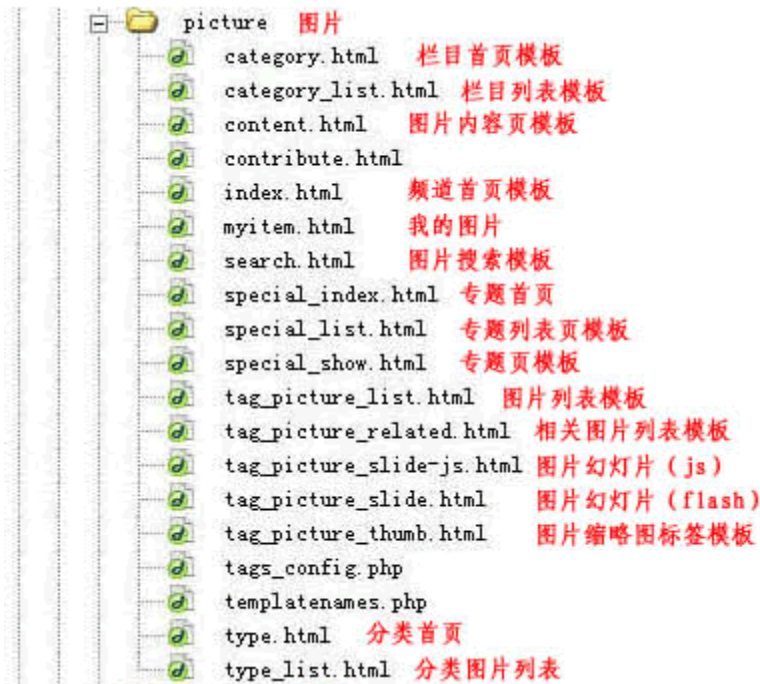 picture 图片
category.html 栏目首页模板
category_list.html 栏目列表模板
content.html 图片内容页模板
contribute.html
index.html 频道首页模板
myitem.html 我的图片
search.html 图片搜索模板
special_index.html 专题首页
special_list.html 专题列表页模板
special_show.html 专题页模板
tag_picture_list.html 图片列表模板
tag_picture_related.html 相关图片列表模板
tag_picture_slide-js.html 图片幻灯片（js）
tag_picture_slide.html 图片幻灯片（flash）
tag_picture_thumb.html 图片缩略图标签模板
tags_config.php
templatenames.php
type.html 分类首页
type_list.html 分类图片列表